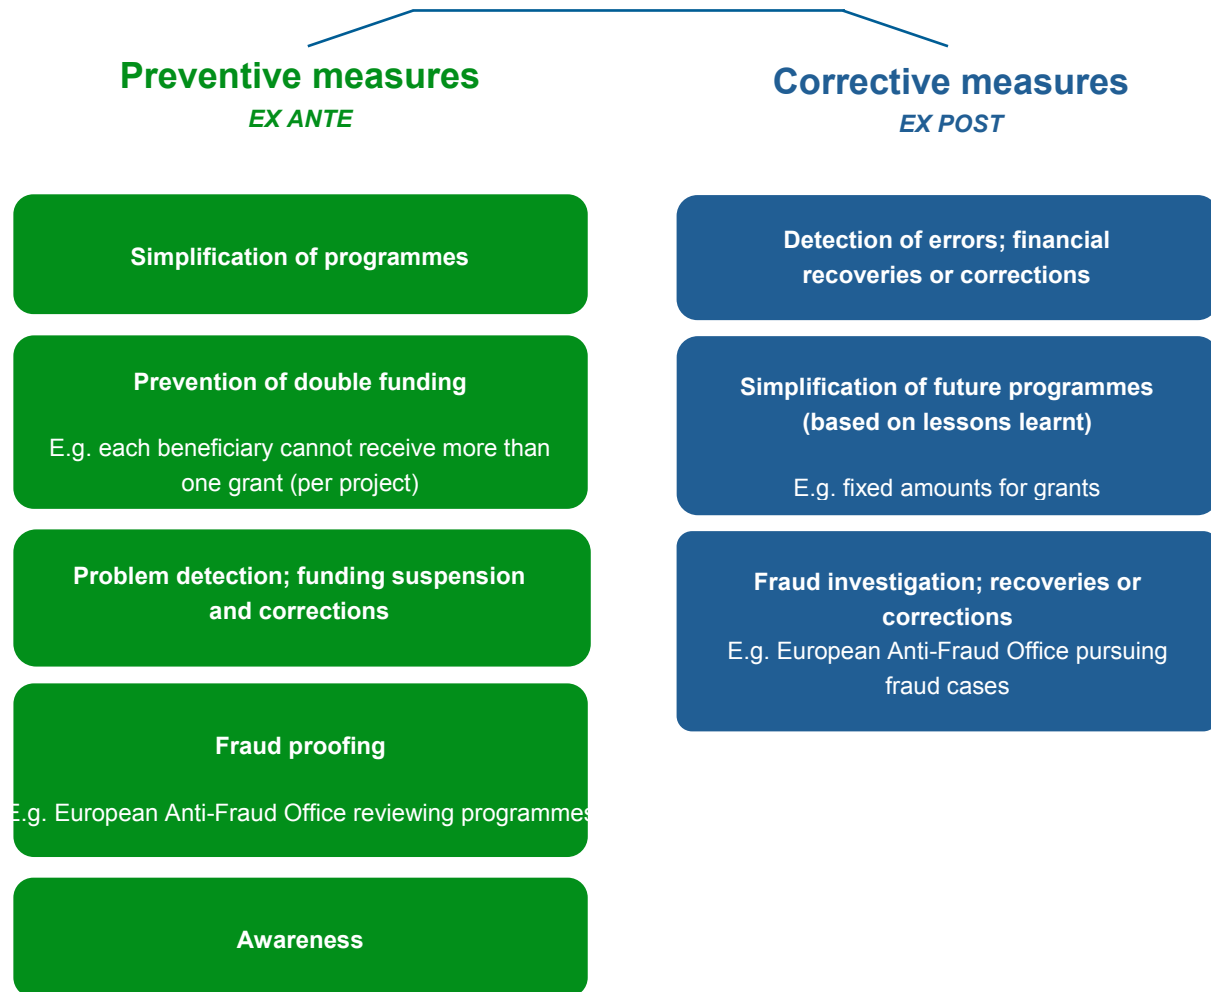 Preventive measures
EX ANTE
Simplification of programmes
Prevention of double funding
E.g. each beneficiary cannot receive more than
one grant (per project)
Problem detection; funding suspension
and corrections
Fraud proofing
E.g. European Anti-Fraud Office reviewing programmes
Awareness
Corrective measures
EX POST
Detection of errors; financial
recoveries or corrections
Simplification of future programmes
(based on lessons learnt)
E.g. fixed amounts for grants
Fraud investigation; recoveries or
corrections
E.g. European Anti-Fraud Office pursuing
fraud cases